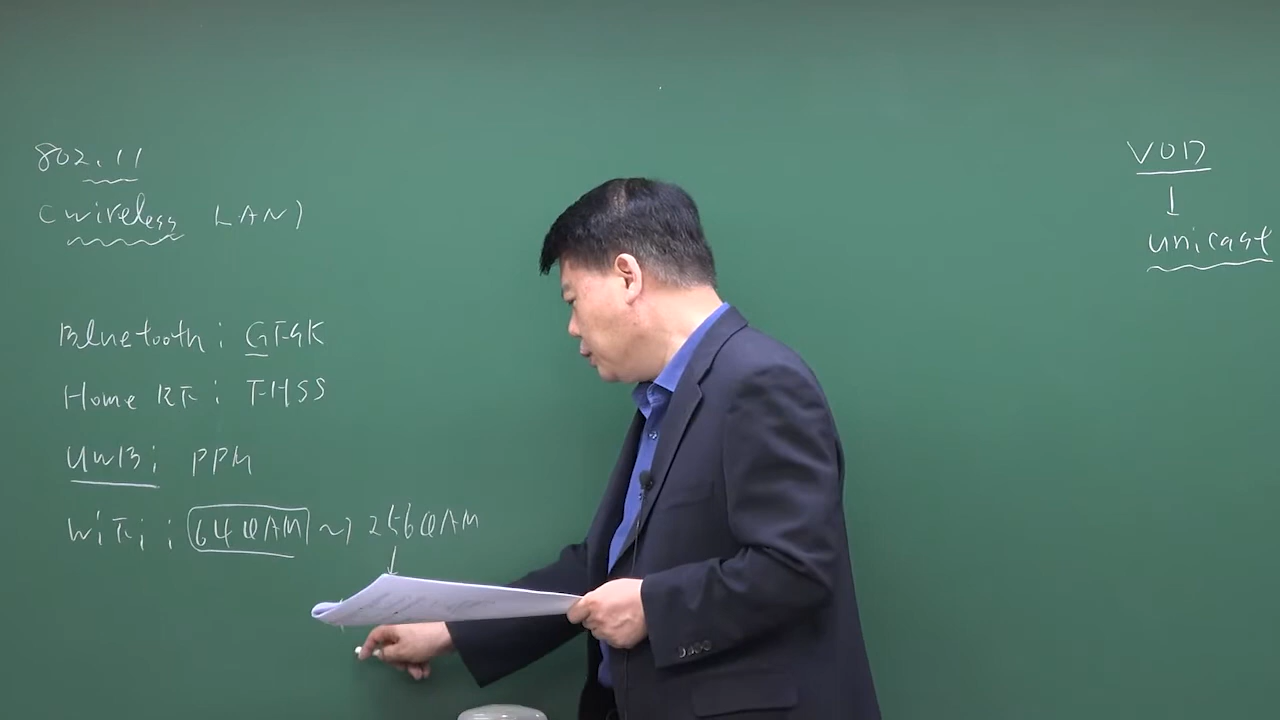 802.11
(wireless LAN)
Bluetooth: GFSK
Home RF: FHSS
UWB: PPM
WiFi: 64QAM ~> 256QAM
↓
VOD
↓
unicast